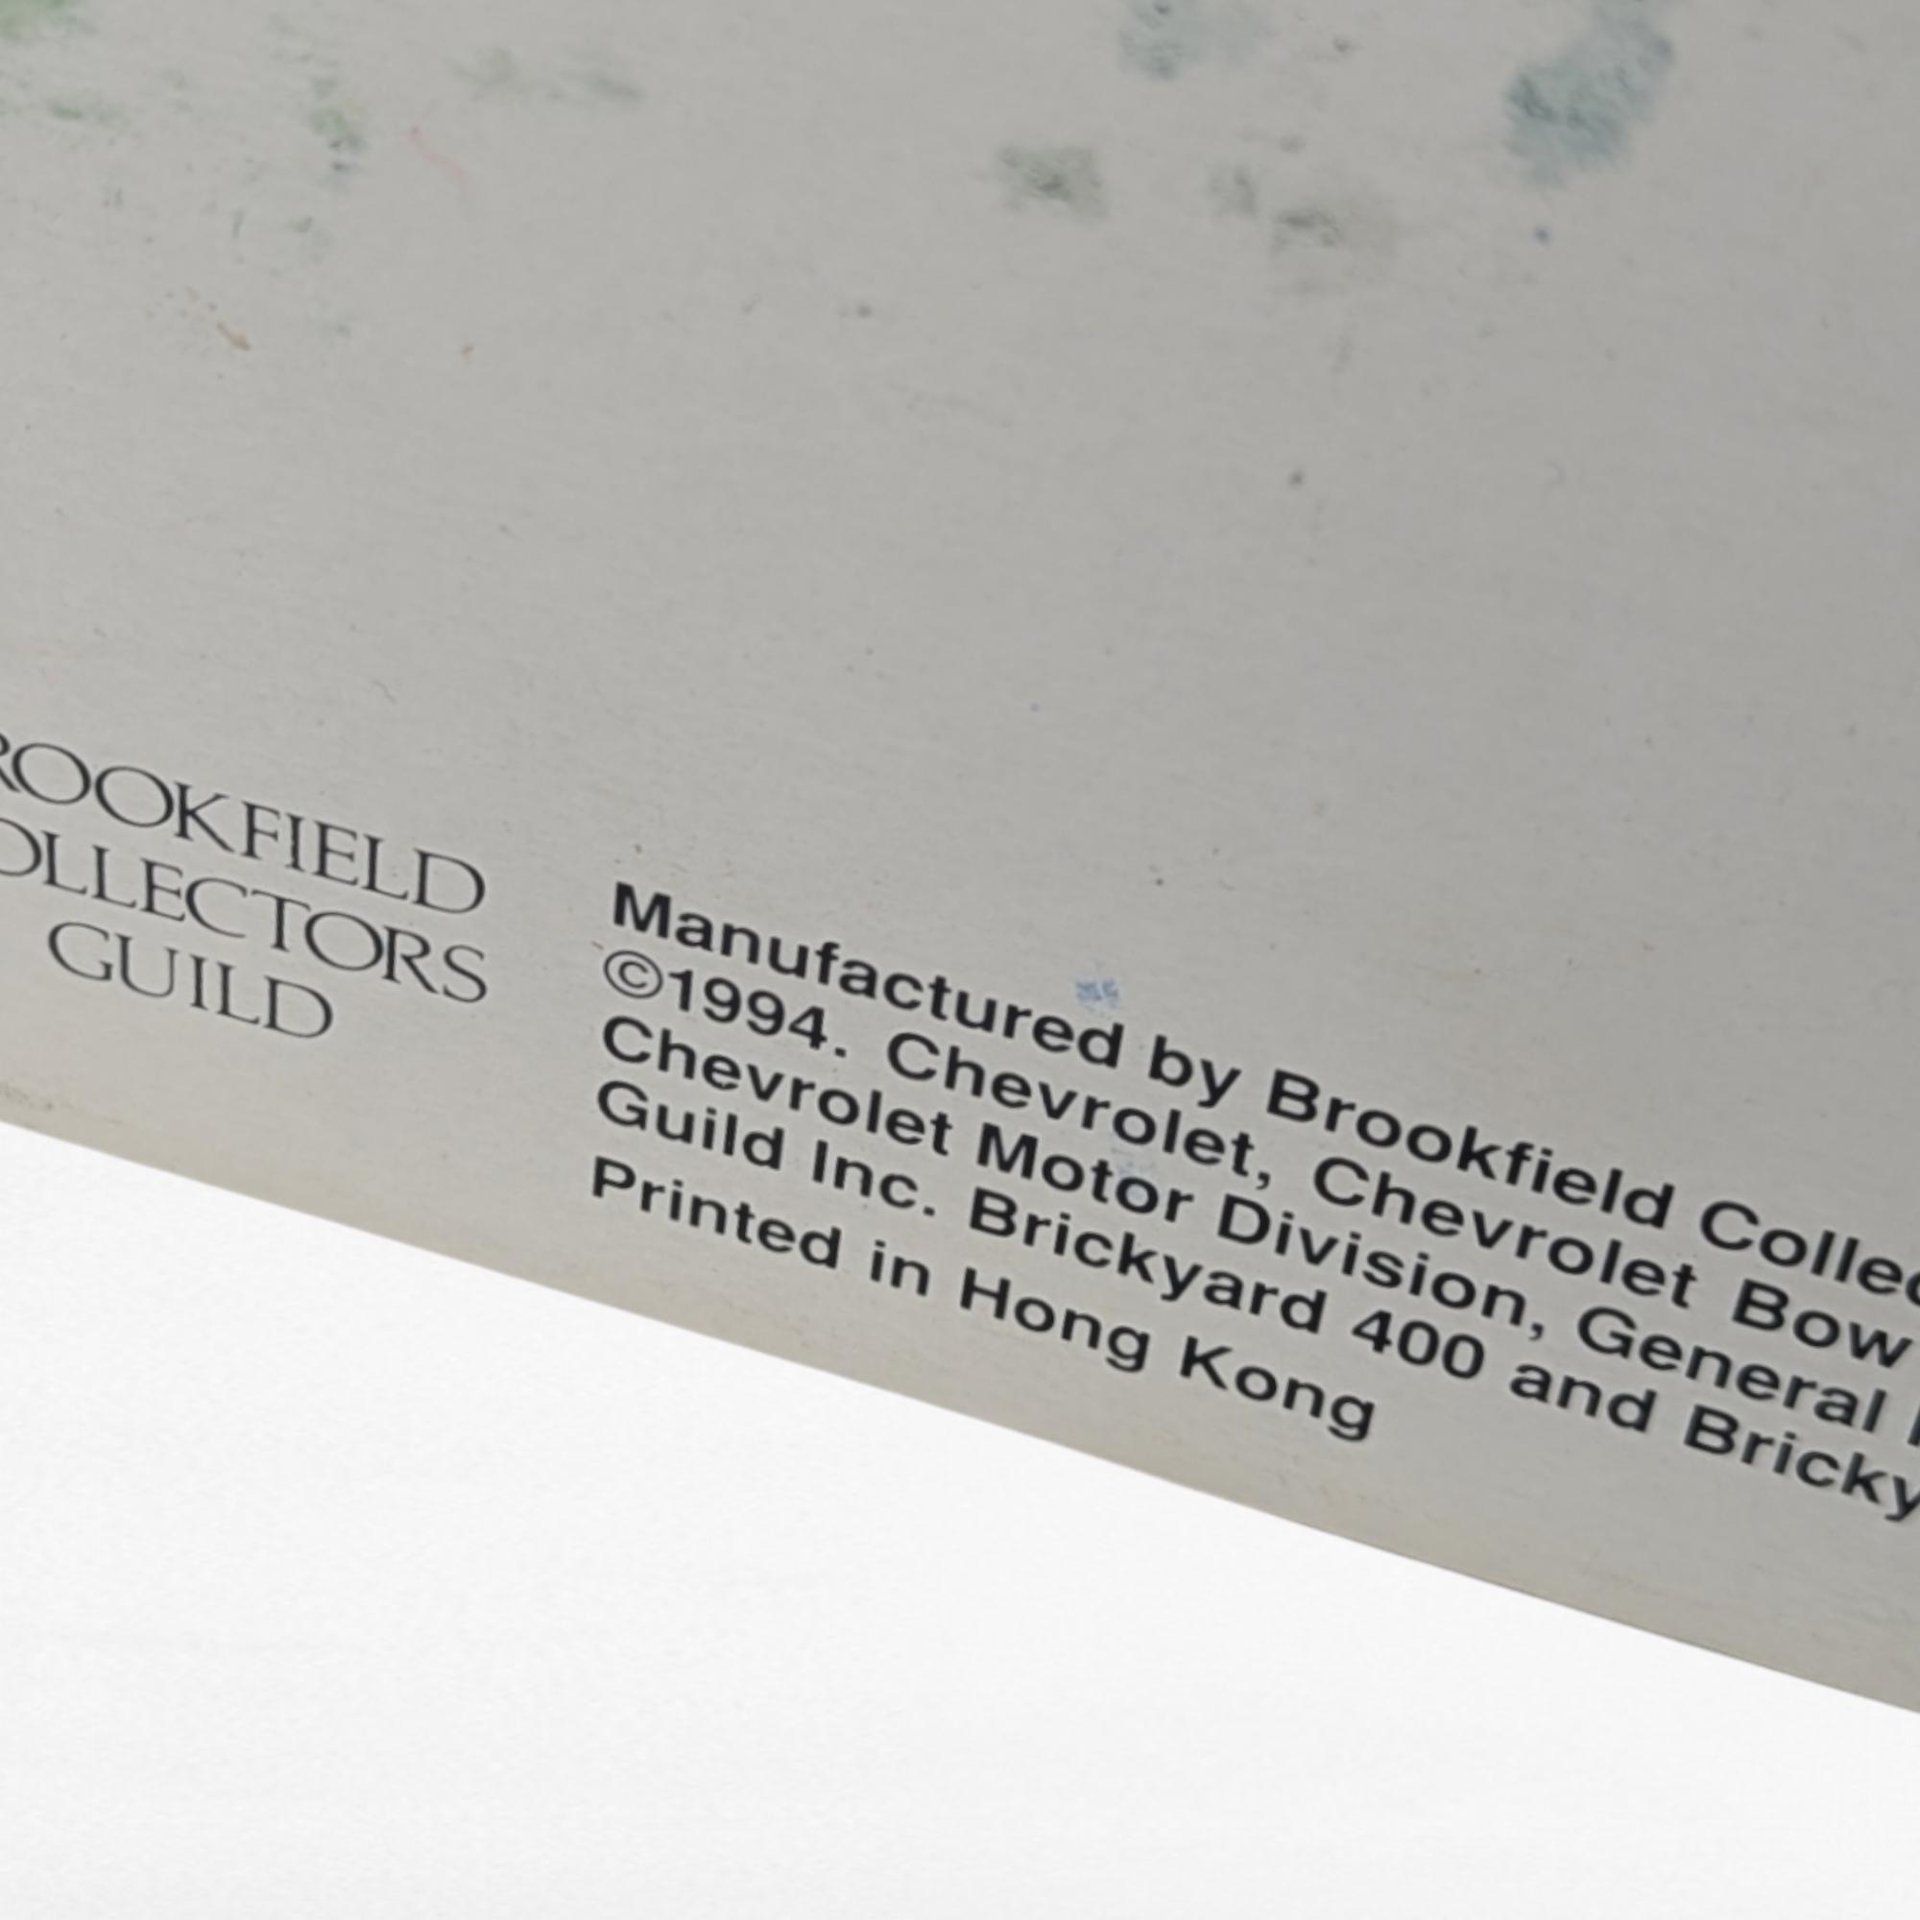 ROOKFIELD
OLLECTORS
GUILD
Manufactured by Brookfield Collec
©1994. Chevrolet, Chevrolet Bow
Chevrolet Motor Division, General
Guild Inc. Brickyard 400 and Bricky
Printed in Hong Kong